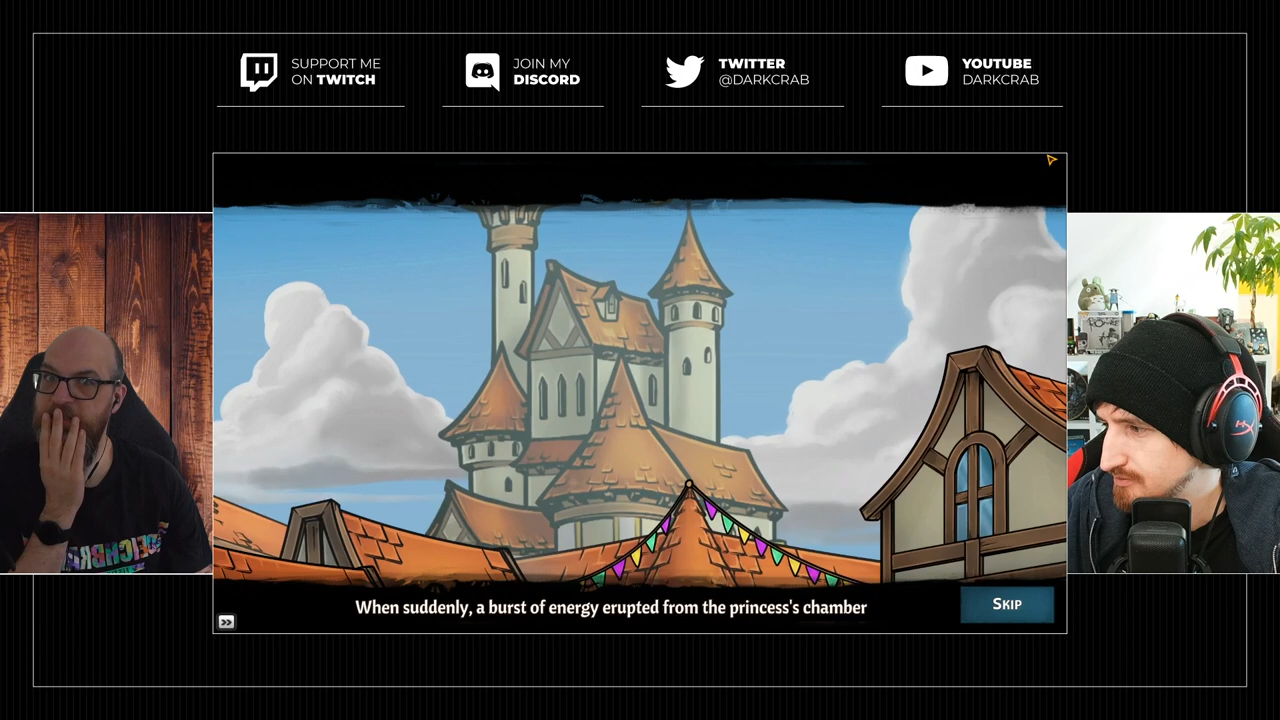 SUPPORT ME
ON TWITCH
JOIN MY
DISCORD
TWITTER
@DARKCRAB
YOUTUBE
DARKCRAB
When suddenly, a burst of energy erupted from the princess's chamber
SKIP